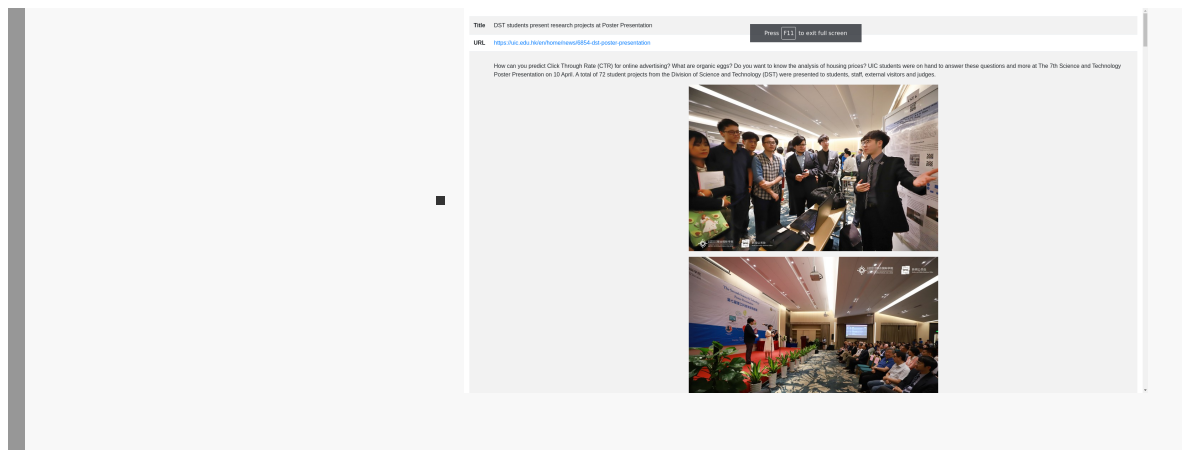 Title DST students present research projects at Poster Presentation
Press F11 to exit full screen
URL https://uic.edu.hk/en/home/news/6854-dst-poster-presentation
How can you predict Click Through Rate (CTR) for online advertising? What are organic eggs? Do you want to know the analysis of housing prices? UIC students were on hand to answer these questions and more at The 7th Science and Technology
Poster Presentation on 10 April. A total of 72 student projects from the Division of Science and Technology (DST) were presented to students, staff, external visitors and judges.